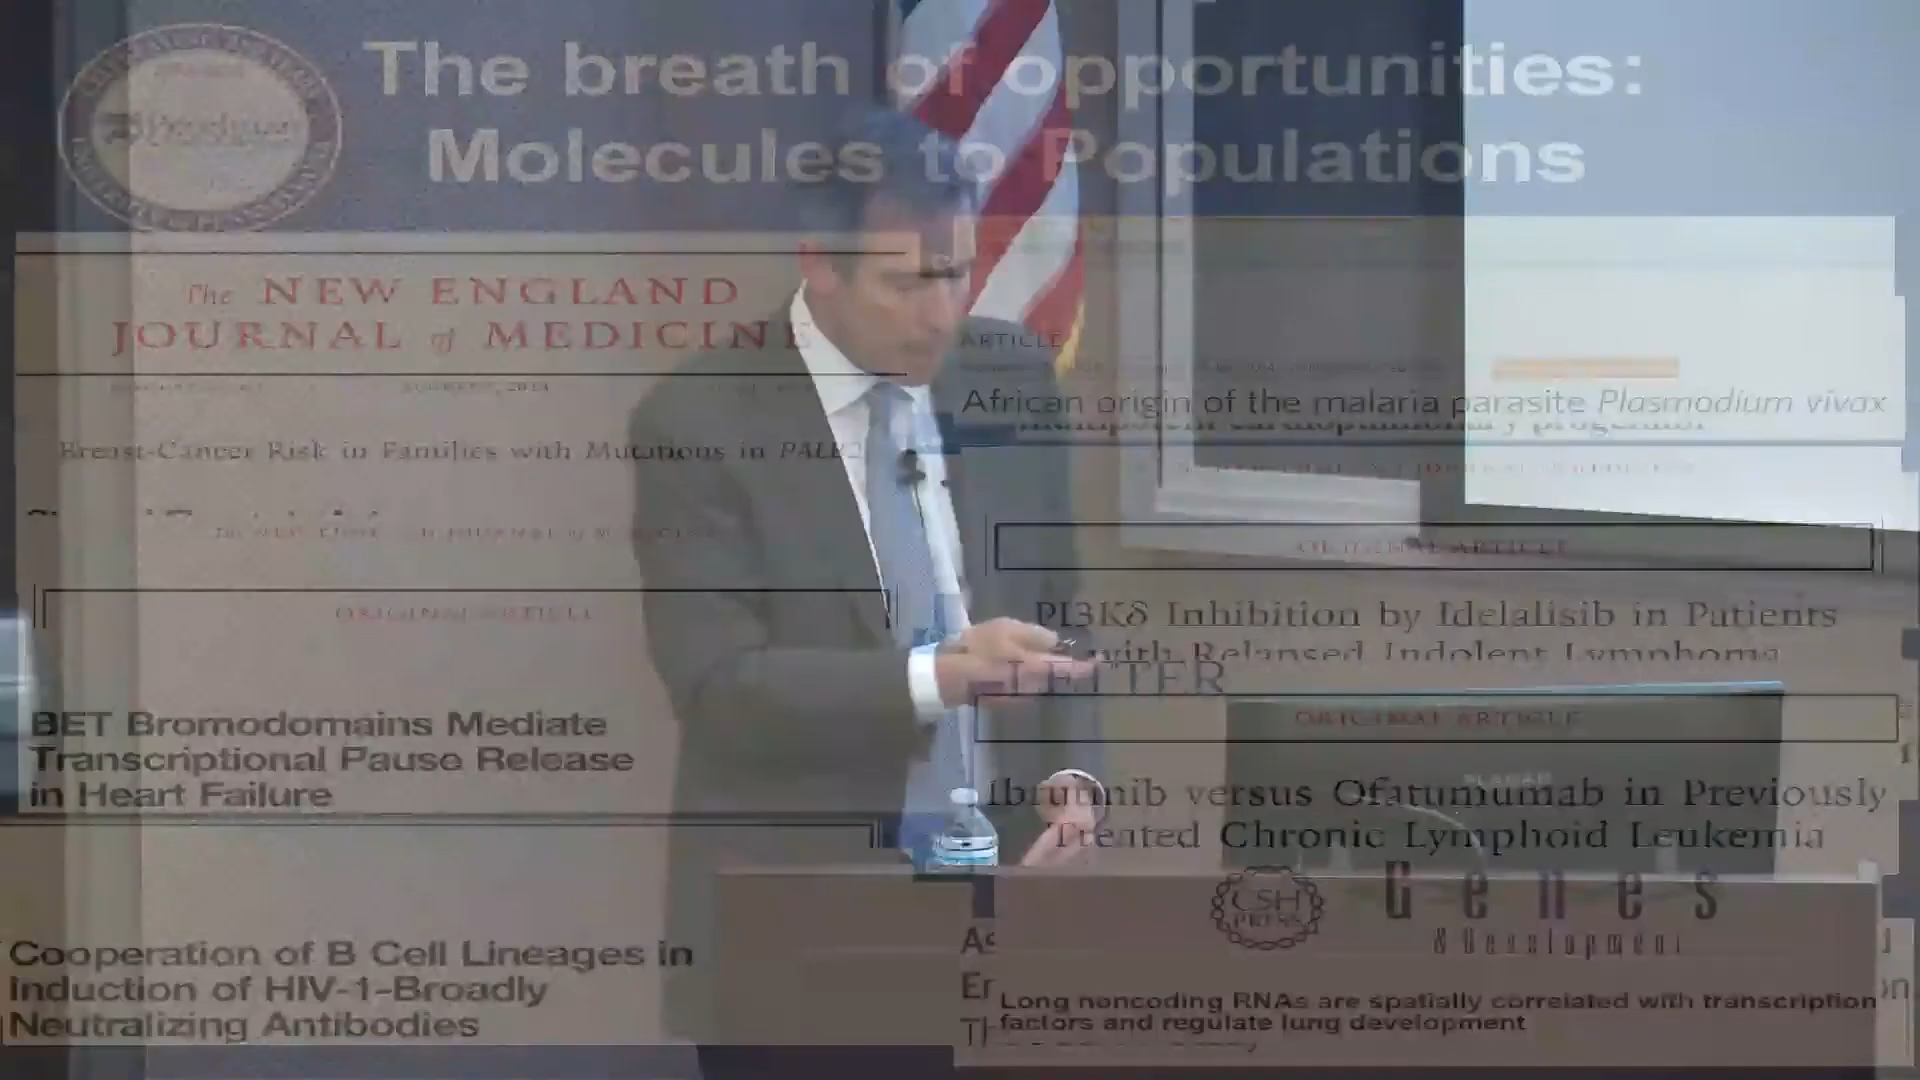 The breath of opportunities:
Molecules to Populations
The NEW ENGLAND
JOURNAL of MEDICINE
Breast-Cancer Risk in Families with Mutations in PALB2
ORIGINAL ARTICLE
BET Bromodomains Mediate
Transcriptional Pause Release
in Heart Failure
Cooperation of B Cell Lineages in
Induction of HIV-1-Broadly
Neutralizing Antibodies
ARTICLE
African origin of the malaria parasite Plasmodium vivax
ORIGINAL ARTICLE
PI3Kδ Inhibition by Idelalisib in Patients
with Relapsed Indolent Lymphoma
LETTER
ORIGINAL ARTICLE
Ibrutinib versus Ofatumumab in Previously
Treated Chronic Lymphoid Leukemia
CSH
PRESS
Genes
& Development
Long noncoding RNAs are spatially correlated with transcription
factors and regulate lung development